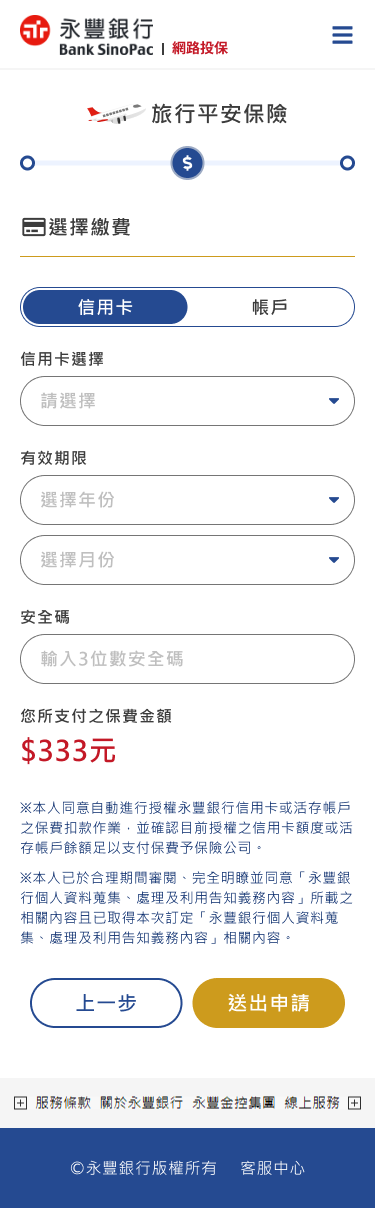 永豐銀行
Bank SinoPac | 網路投保
旅行平安保險
$
選擇繳費
信用卡 帳戶
信用卡選擇
請選擇
有效期限
選擇年份
選擇月份
安全碼
輸入3位數安全碼
您所支付之保費金額
$333元
※本人同意自動進行授權永豐銀行信用卡或活存帳戶
之保費扣款作業，並確認目前授權之信用卡額度或活
存帳戶餘額足以支付保費予保險公司。
※本人已於合理期間審閱、完全明瞭並同意「永豐銀
行個人資料蒐集、處理及利用告知義務內容」所載之
相關內容且已取得本次訂定「永豐銀行個人資料蒐
集、處理及利用告知義務內容」相關內容。
上一步 送出申請
服務條款 關於永豐銀行 永豐金控集團 線上服務
©永豐銀行版權所有 客服中心